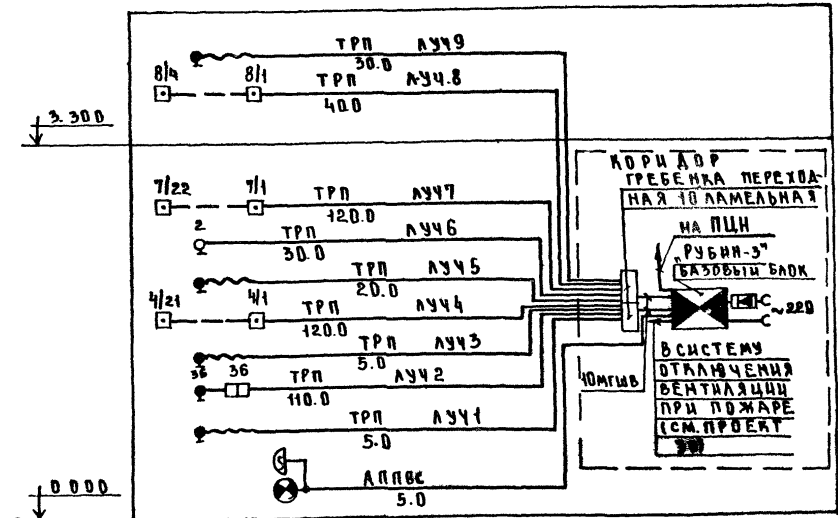 ТРП ЛУЧ9
30.0
8/4 8/1 ТРП ЛУЧ.8
40.0
3.300
КОРИДОР
ГРЕБЕНКА ПЕРЕХОД-
НАЯ 10 ЛАМЕЛЬНАЯ
7/22 7/1 ТРП ЛУЧ7
120.0
НА ПЦН
2 ТРП ЛУЧ6
30.0
"РУБИН-3"
БАЗОВЫЙ БЛОК
ТРП ЛУЧ5
20.0
4/21 4/1 ТРП ЛУЧ4
120.0
~220
ТРП ЛУЧ3
5.0
36 36 ТРП ЛУЧ2
110.0
10МГШВ
В СИСТЕМУ
ОТКЛЮЧЕНИЯ
ВЕНТИЛЯЦИИ
ПРИ ПОЖАРЕ
(СМ. ПРОЕКТ
ТРП ЛУЧ1
5.0
АППВС
5.0
0.000